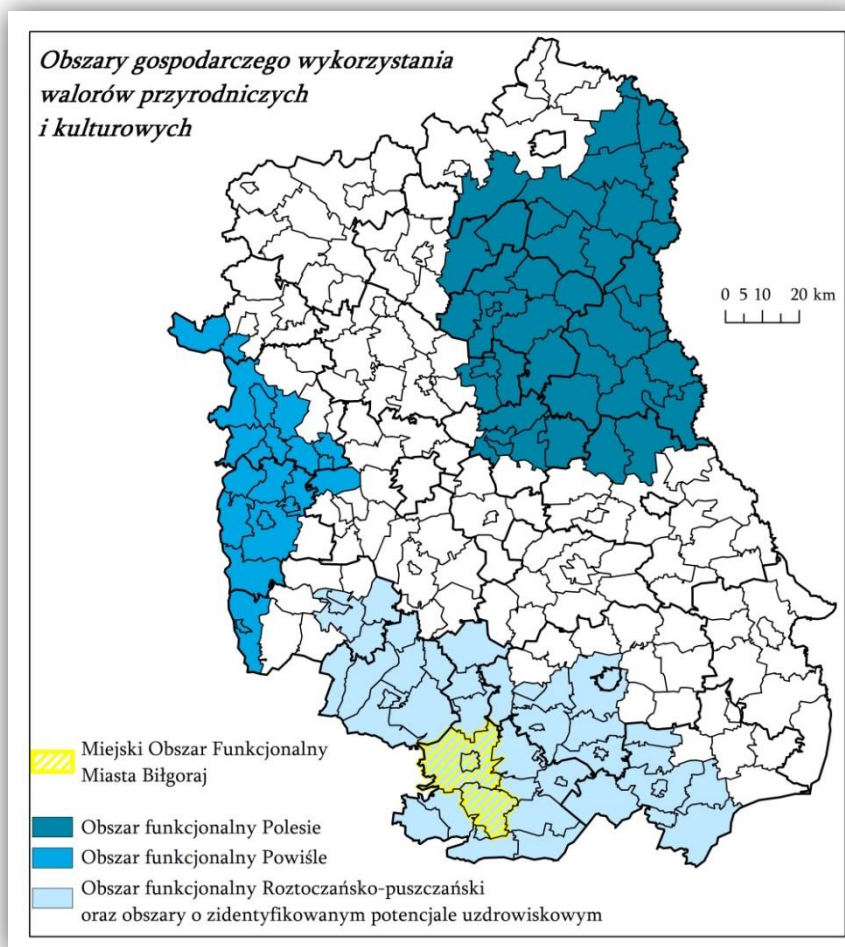 Obszary gospodarczego wykorzystania
walorów przyrodniczych
i kulturowych
0 5 10 20 km
Miejski Obszar Funkcjonalny
Miasta Biłgoraj
Obszar funkcjonalny Polesie
Obszar funkcjonalny Powiśle
Obszar funkcjonalny Roztoczańsko-puszczański
oraz obszary o zidentyfikowanym potencjale uzdrowiskowym